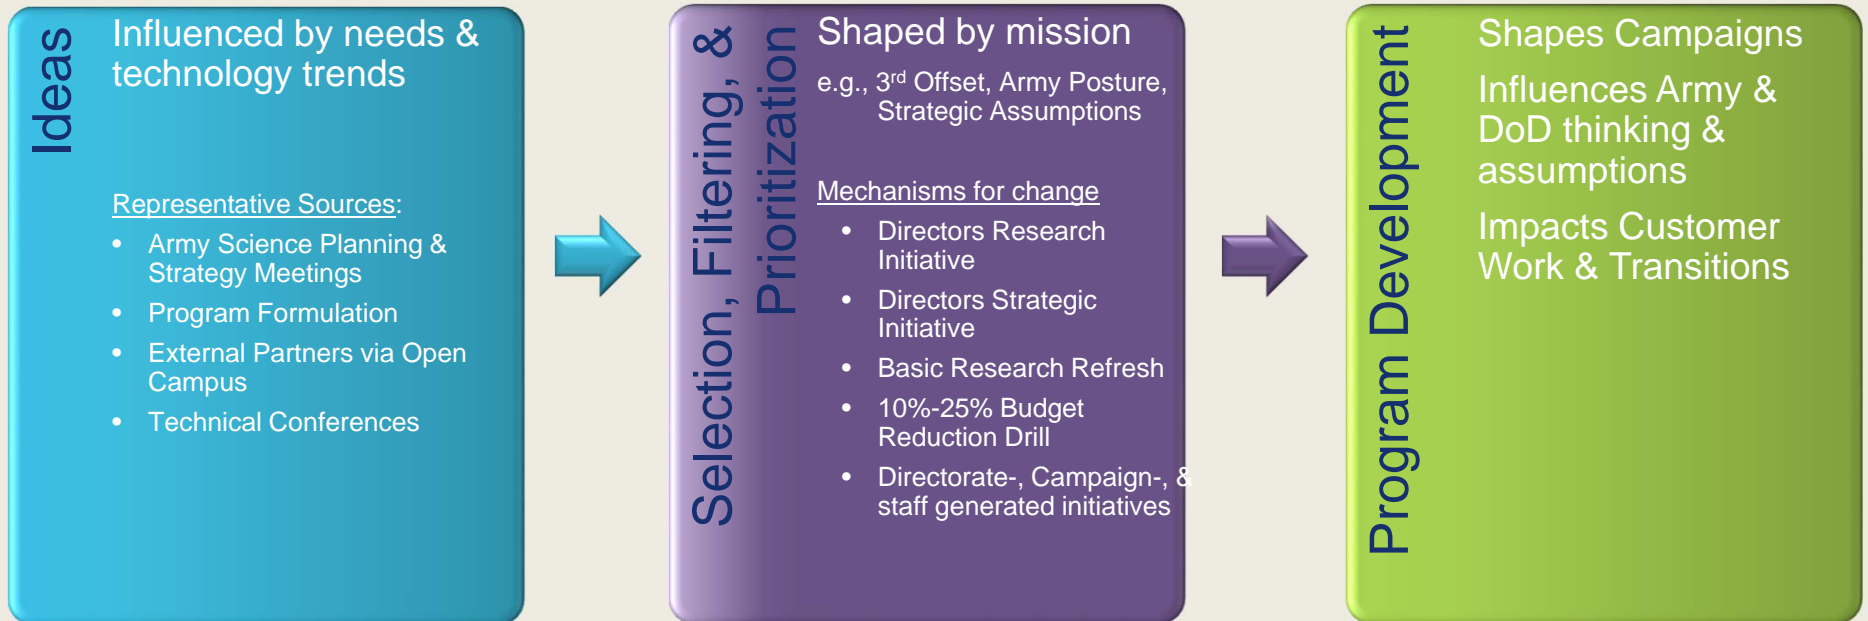 Ideas
Influenced by needs &
technology trends
Representative Sources:
• Army Science Planning &
Strategy Meetings
• Program Formulation
• External Partners via Open
Campus
• Technical Conferences
Selection, Filtering, &
Prioritization
Shaped by mission
e.g., 3rd Offset, Army Posture,
Strategic Assumptions
Mechanisms for change
• Directors Research
Initiative
• Directors Strategic
Initiative
• Basic Research Refresh
• 10%-25% Budget
Reduction Drill
• Directorate-, Campaign-, &
staff generated initiatives
Program Development
Shapes Campaigns
Influences Army &
DoD thinking &
assumptions
Impacts Customer
Work & Transitions